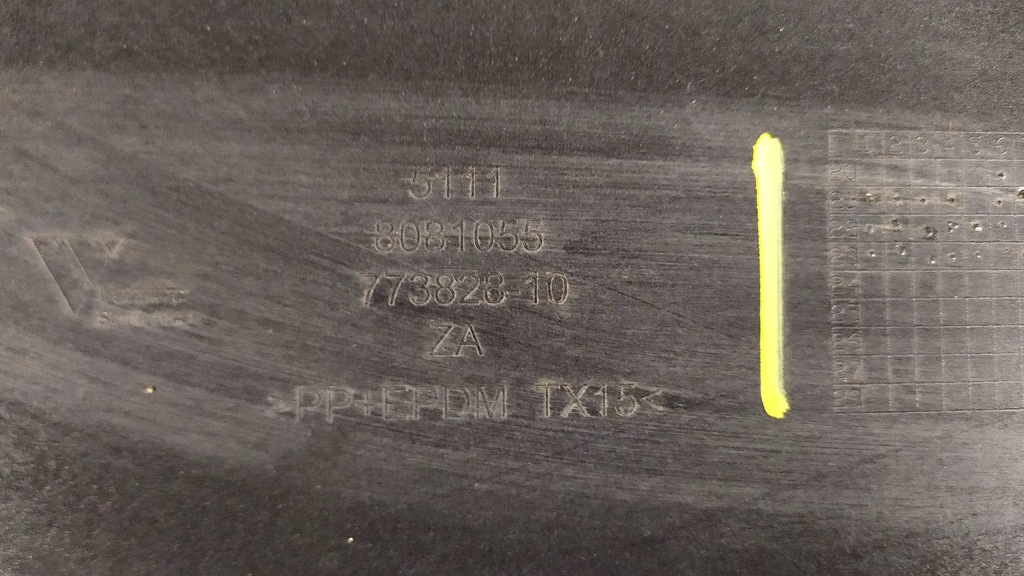 5111
8081055
773828-10
ZA
>PP+EPDM TX15<